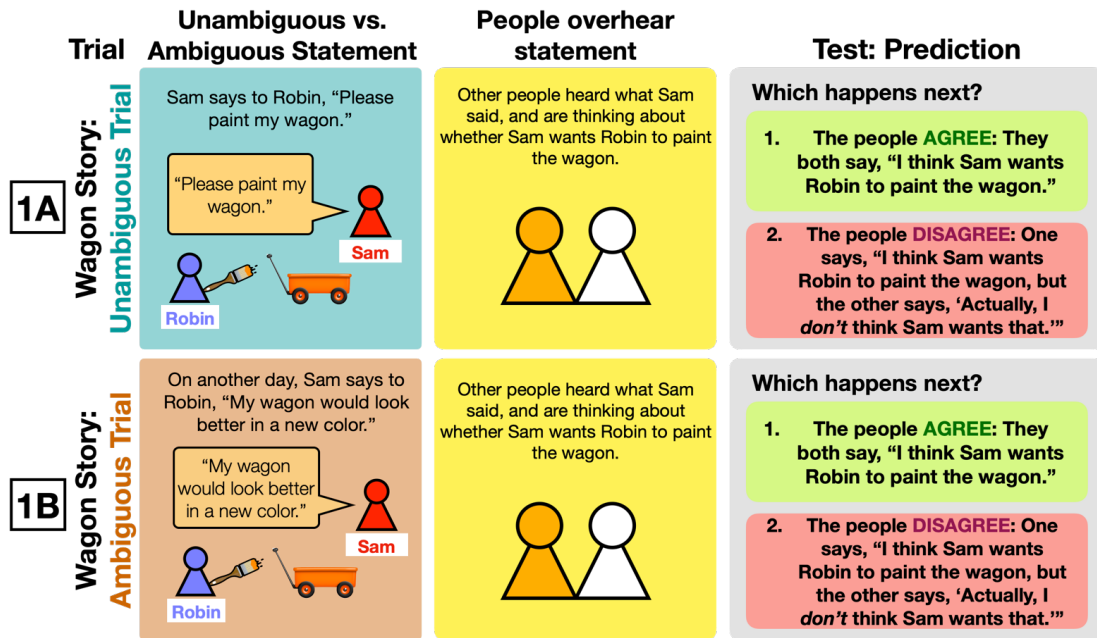 Trial
Unambiguous vs.
Ambiguous Statement
People overhear
statement
Test: Prediction
1A
Wagon Story:
Unambiguous Trial
Sam says to Robin, “Please
paint my wagon.”
“Please paint my
wagon.”
Sam
Robin
Other people heard what Sam
said, and are thinking about
whether Sam wants Robin to paint
the wagon.
Which happens next?
1. The people AGREE: They
both say, “I think Sam wants
Robin to paint the wagon.”
2. The people DISAGREE: One
says, “I think Sam wants
Robin to paint the wagon, but
the other says, ‘Actually, I
don’t think Sam wants that.’”
1B
Wagon Story:
Ambiguous Trial
On another day, Sam says to
Robin, “My wagon would look
better in a new color.”
“My wagon
would look better
in a new color.”
Sam
Robin
Other people heard what Sam
said, and are thinking about
whether Sam wants Robin to paint
the wagon.
Which happens next?
1. The people AGREE: They
both say, “I think Sam wants
Robin to paint the wagon.”
2. The people DISAGREE: One
says, “I think Sam wants
Robin to paint the wagon, but
the other says, ‘Actually, I
don’t think Sam wants that.’”